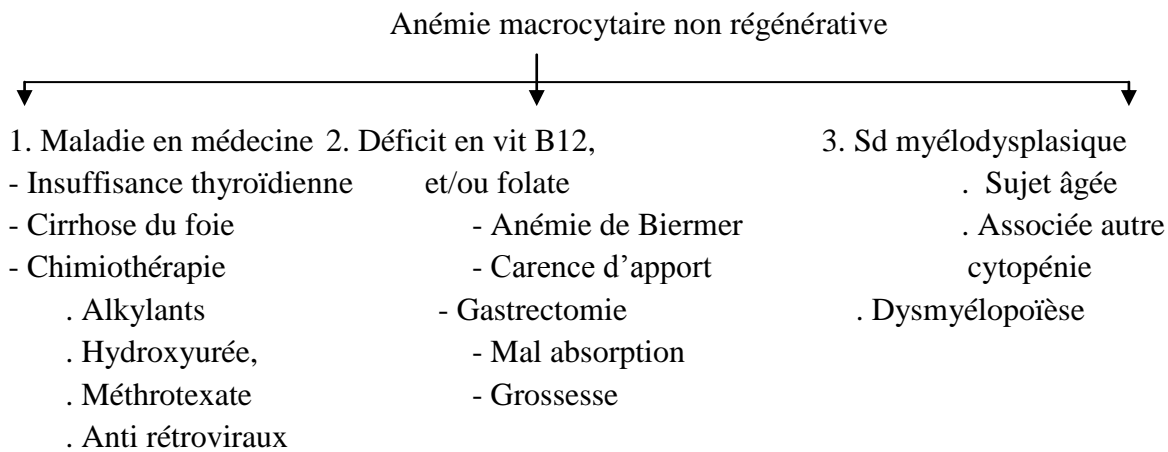 Anémie macrocytaire non régénérative
1. Maladie en médecine 2. Déficit en vit B12, 3. Sd myélodysplasique
- Insuffisance thyroïdienne et/ou folate . Sujet âgée
- Cirrhose du foie - Anémie de Biermer . Associée autre
- Chimiothérapie - Carence d’apport cytopénie
. Alkylants - Gastrectomie . Dysmyélopoïèse
. Hydroxyurée, - Mal absorption
. Méthrotexate - Grossesse
. Anti rétroviraux